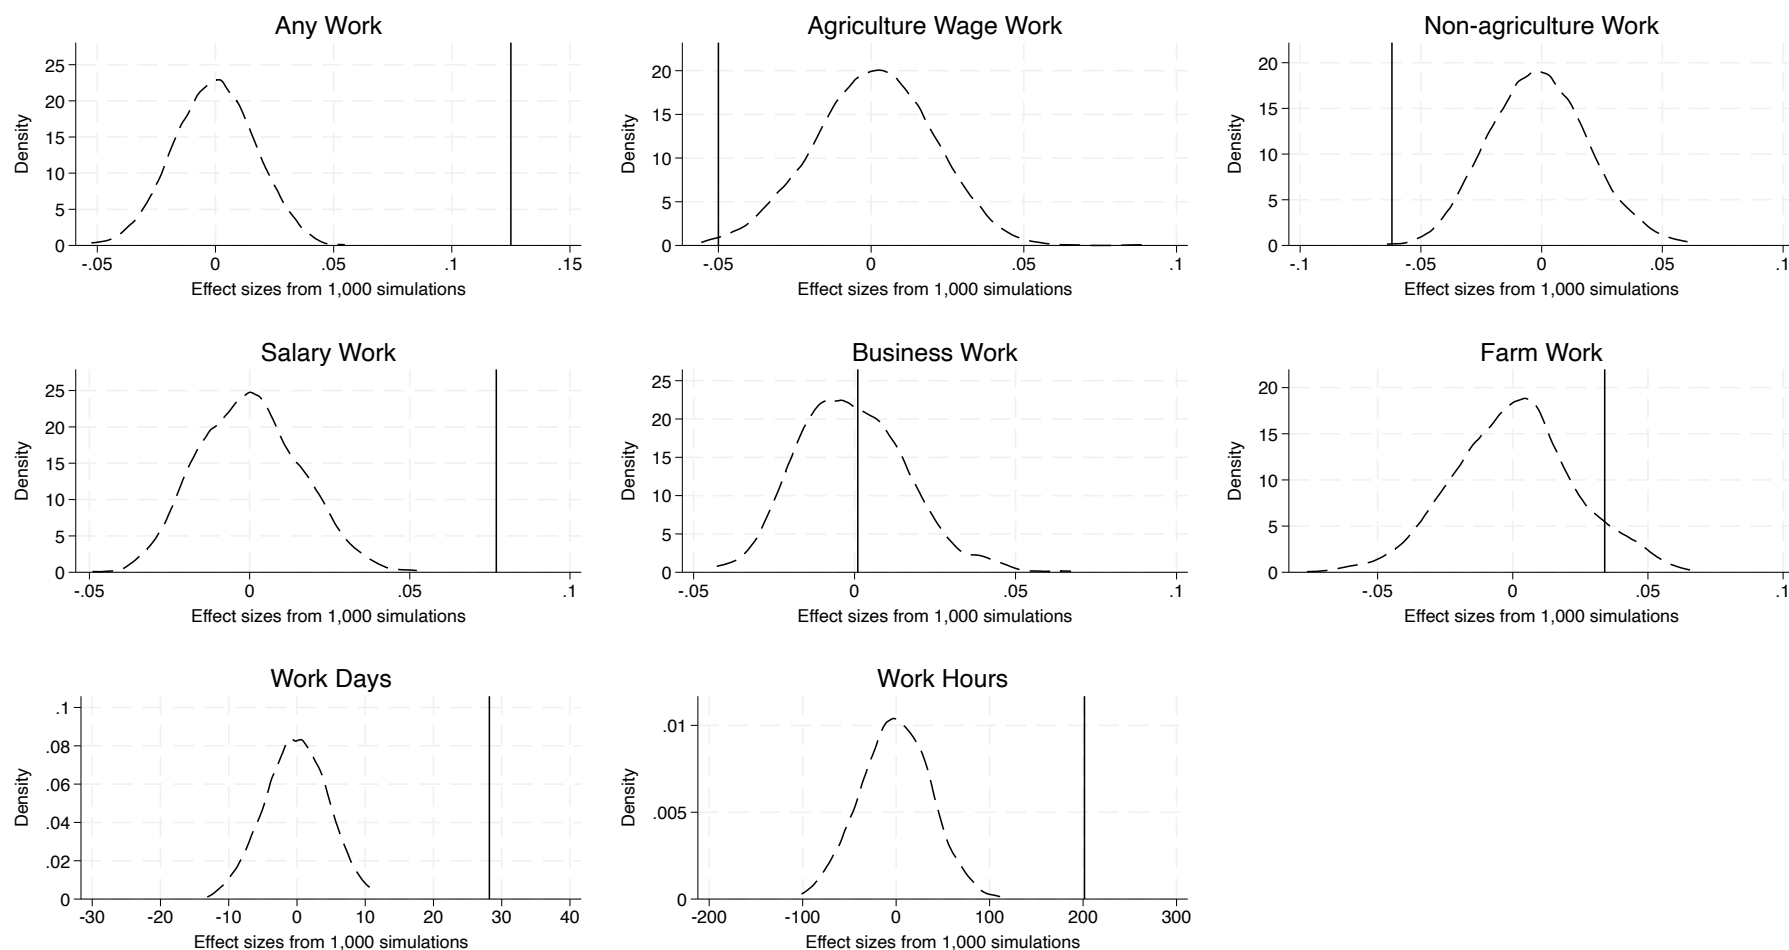 Any Work
Density
25
20
15
10
5
0
-.05 0 .05 .1 .15
Effect sizes from 1,000 simulations
Agriculture Wage Work
Density
20
15
10
5
0
-.05 0 .05 .1
Effect sizes from 1,000 simulations
Non-agriculture Work
Density
20
15
10
5
0
-.1 -.05 0 .05 .1
Effect sizes from 1,000 simulations
Salary Work
Density
25
20
15
10
5
0
-.05 0 .05 .1
Effect sizes from 1,000 simulations
Business Work
Density
25
20
15
10
5
0
-.05 0 .05 .1
Effect sizes from 1,000 simulations
Farm Work
Density
20
15
10
5
0
-.05 0 .05 .1
Effect sizes from 1,000 simulations
Work Days
Density
.1
.08
.06
.04
.02
0
-30 -20 -10 0 10 20 30 40
Effect sizes from 1,000 simulations
Work Hours
Density
.01
.005
0
-200 -100 0 100 200 300
Effect sizes from 1,000 simulations